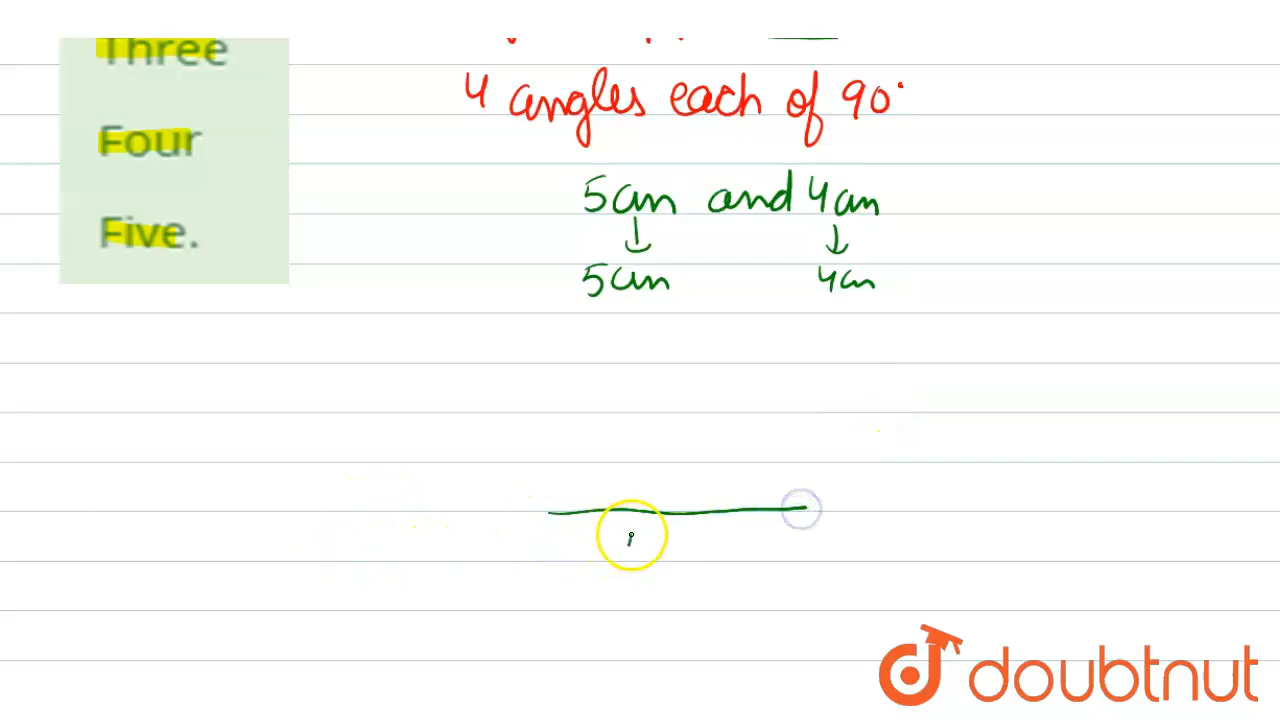 Three
Four
Five.
4 angles each of 90°
5cm and 4cm
5cm 4cm
doubtnut